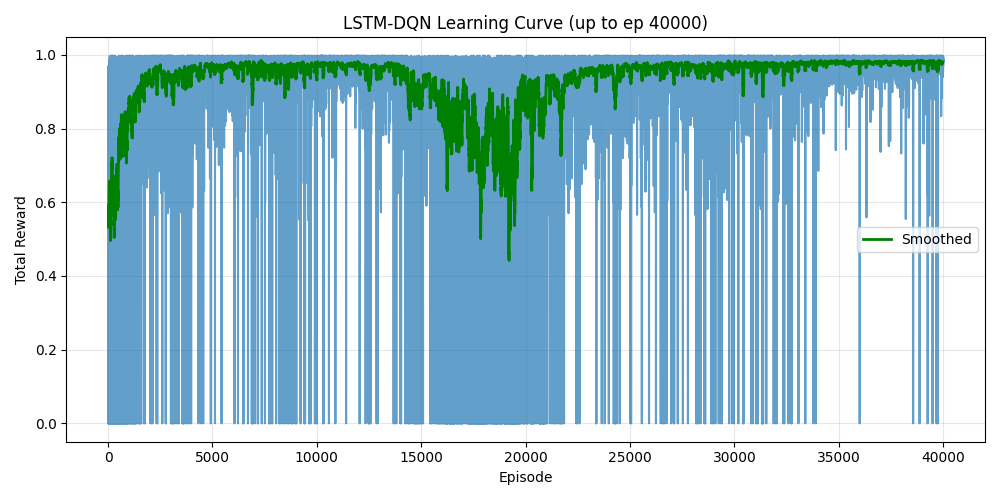 LSTM-DQN Learning Curve (up to ep 40000)
1.0
0.8
0.6
0.4
0.2
0.0
Total Reward
Smoothed
0 5000 10000 15000 20000 25000 30000 35000 40000
Episode